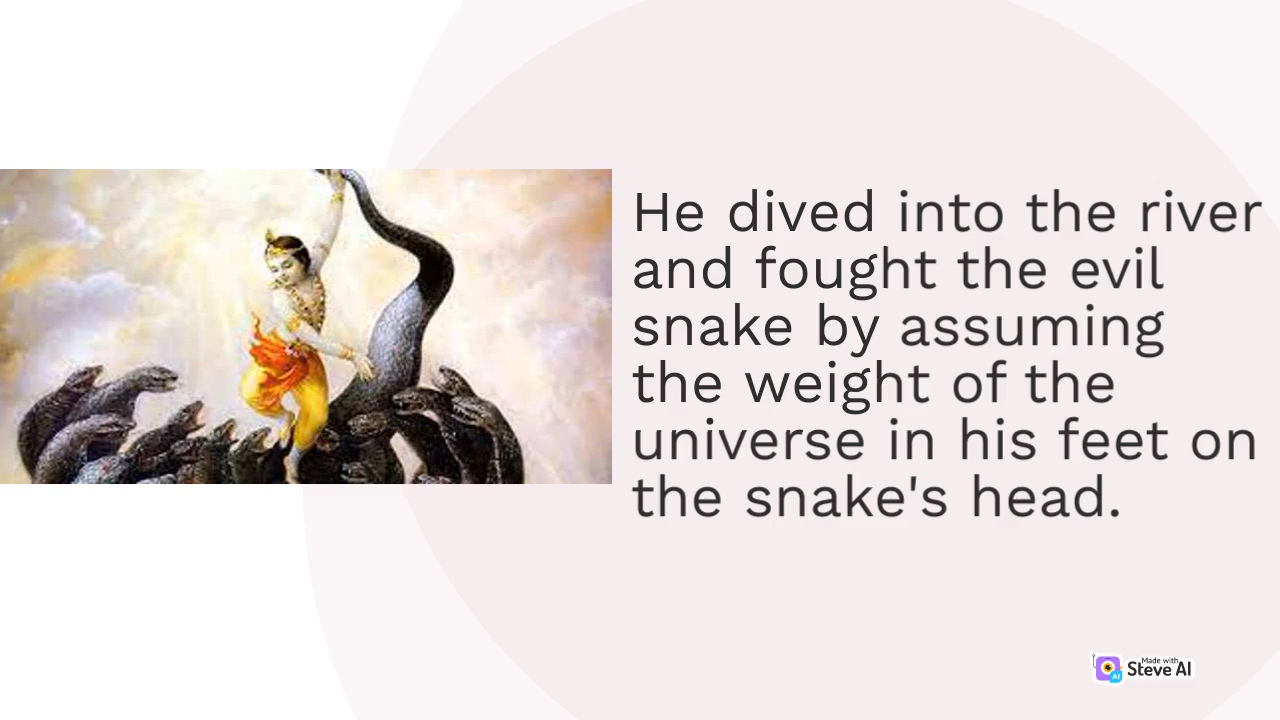 He dived into the river
and fought the evil
snake by assuming
the weight of the
universe in his feet on
the snake's head.
Made with
Steve AI
AI